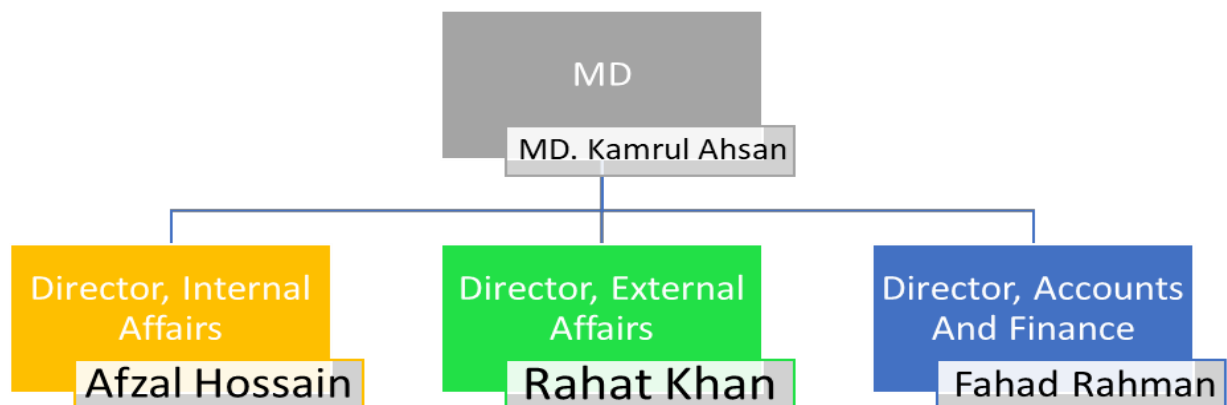 MD
MD. Kamrul Ahsan
Director, Internal
Affairs
Afzal Hossain
Director, External
Affairs
Rahat Khan
Director, Accounts
And Finance
Fahad Rahman